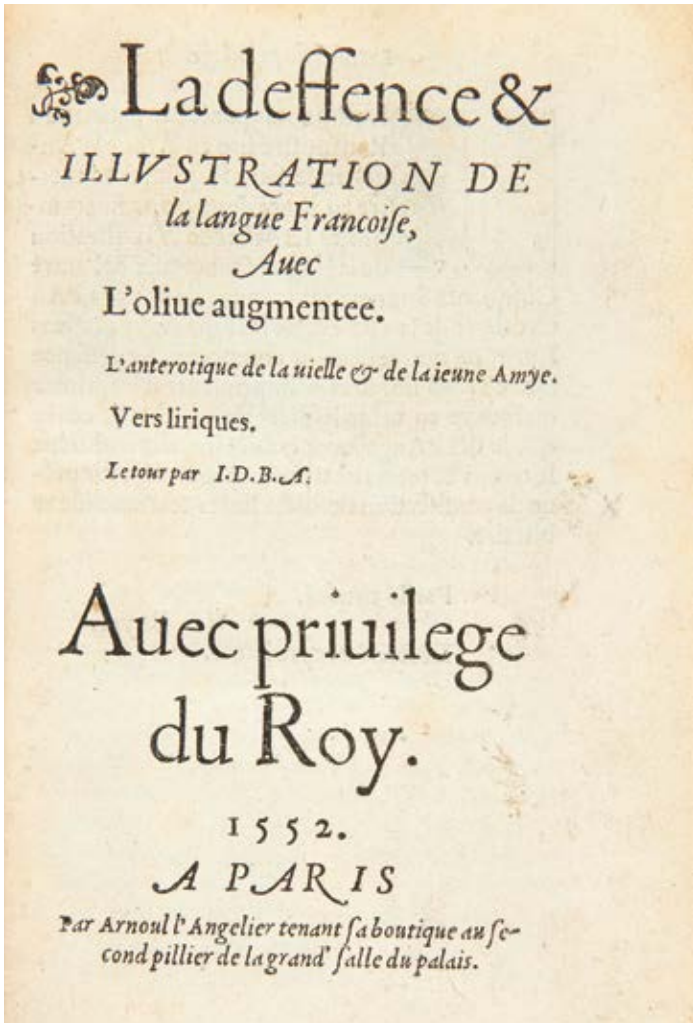 La deffence &
ILLVSTRATION DE
la langue Francoiſe,
Auec
L'oliue augmentee.
L'anterotique de la uielle & de la ieune Amye.
Vers liriques.
Le tour par I.D.B.A.
Auec priuilege
du Roy.
1552.
A PARIS
Par Arnoul l'Angelier tenant ſa boutique au ſe-
cond pillier de la grand' ſalle du palais.